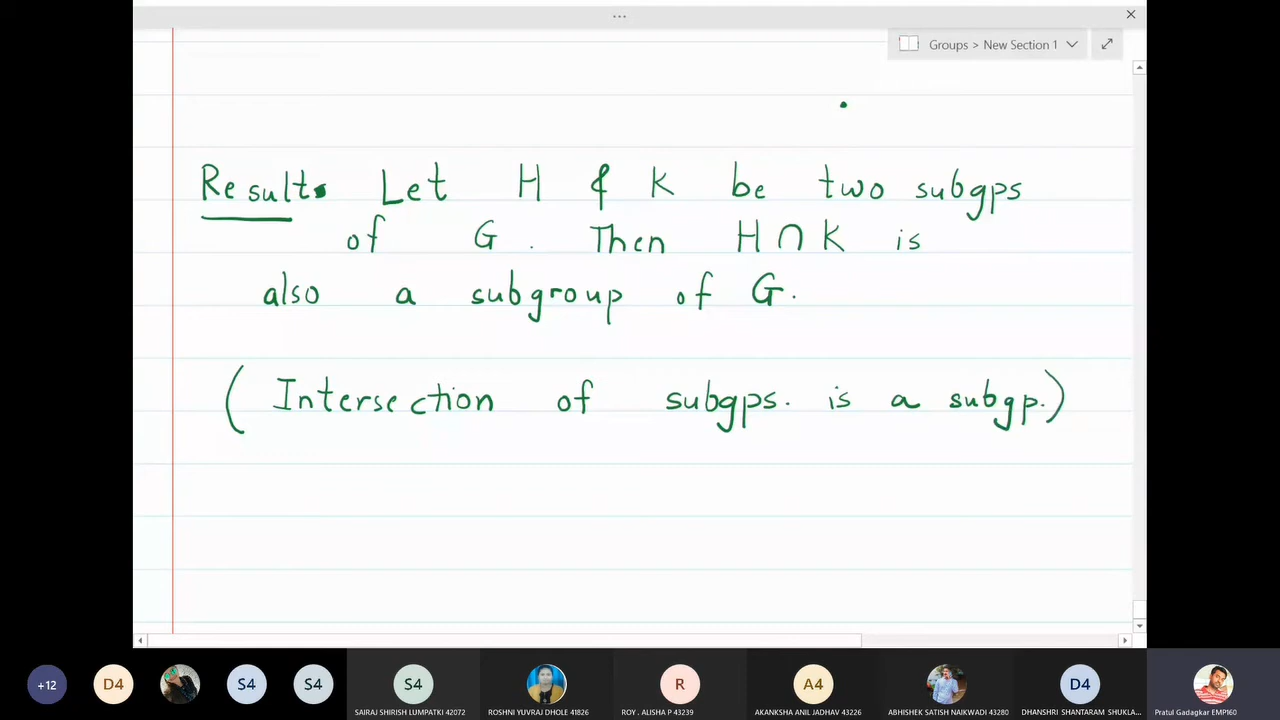 Groups > New Section 1
Result. Let H & K be two subgps
of G. Then H ∩ K is
also a subgroup of G.
( Intersection of subgps. is a subgp.)
+12 D4 S4 S4 S4 R A4 D4
SAIRAJ SHIRISH LUMPATKI 42072 ROSHNI YUVRAJ DHOLE 41826 ROY . ALISHA P 43239 AKANKSHA ANIL JADHAV 43226 ABHISHEK SATISH NAIKWADI 43280 DHANSHRI SHANTARAM SHUKLA... Pratul Gadagkar EMP160